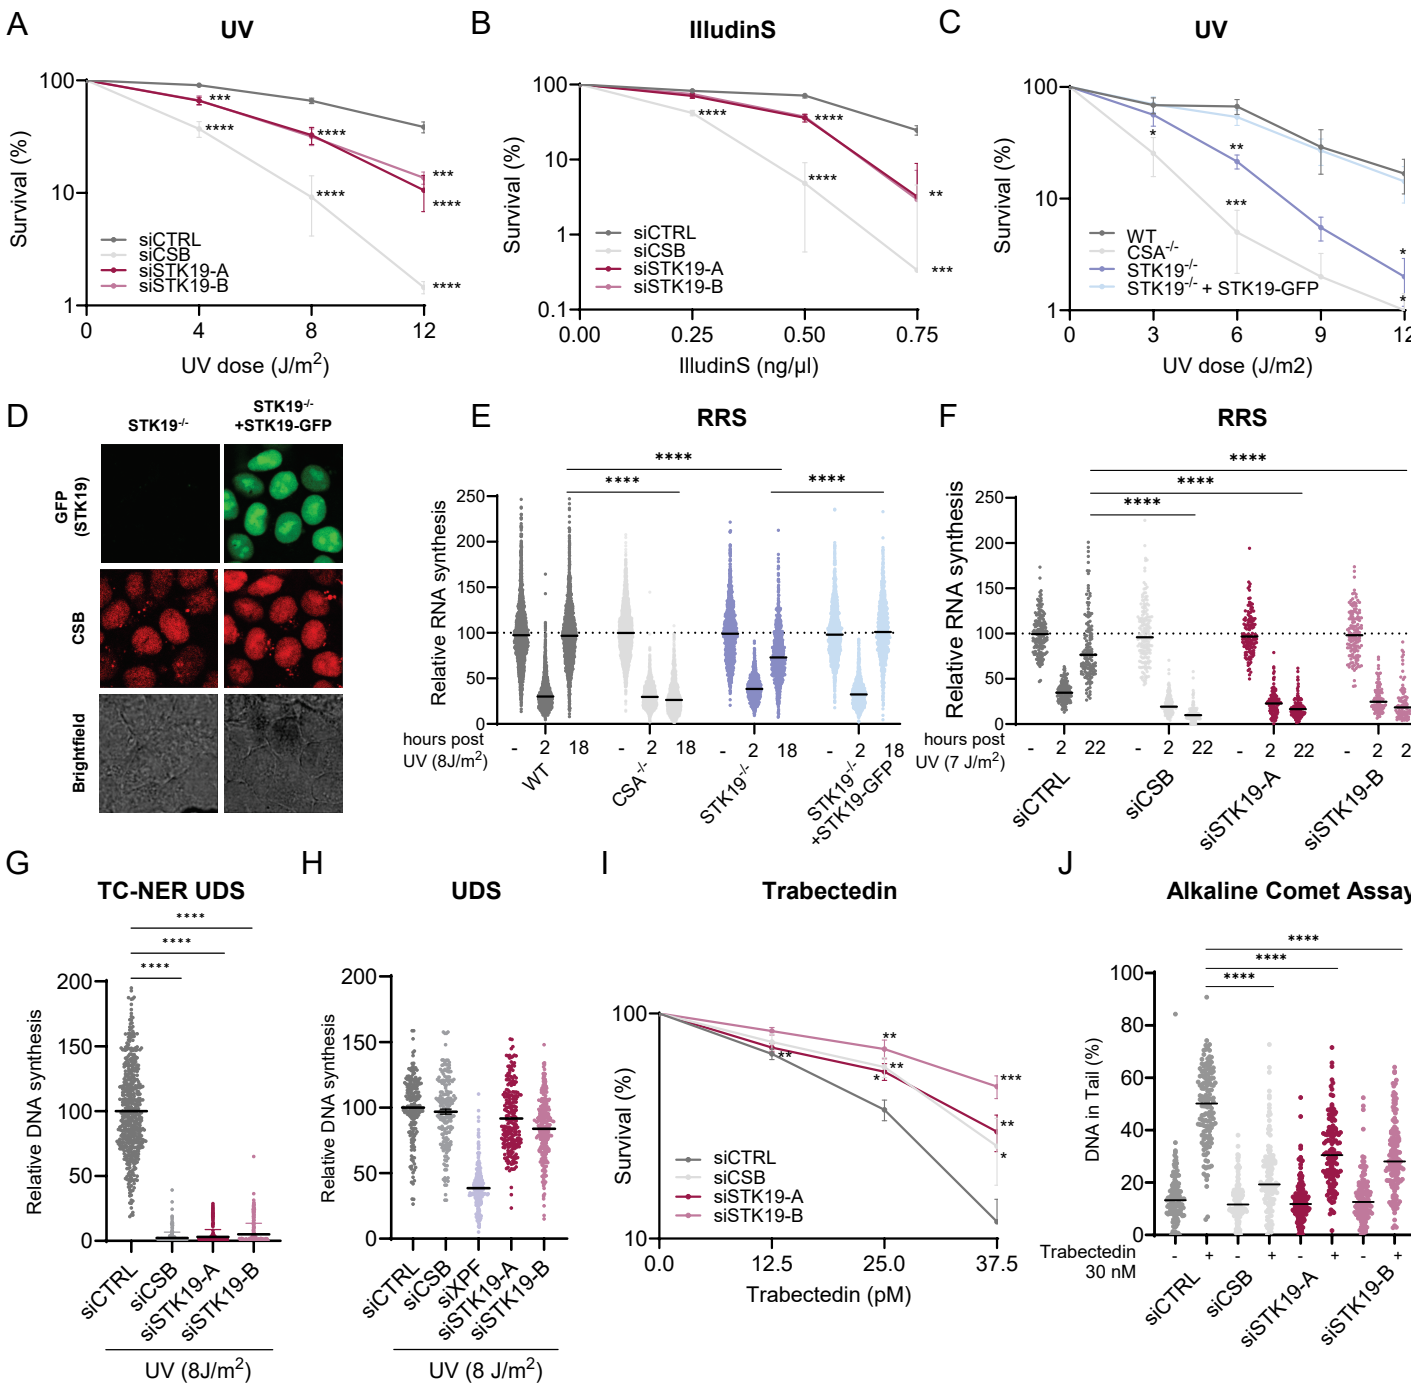 A
UV
Survival (%)
100
10
1
***
****
****
****
***
****
****
siCTRL
siCSB
siSTK19-A
siSTK19-B
0
4
8
12
UV dose (J/m²)
B
IlludinS
Survival (%)
100
10
1
0.1
****
****
****
**
***
siCTRL
siCSB
siSTK19-A
siSTK19-B
0.00
0.25
0.50
0.75
IlludinS (ng/µl)
C
UV
Survival (%)
100
10
1
*
**
***
*
*
WT
CSA-/-
STK19-/-
STK19-/- + STK19-GFP
0
3
6
9
12
UV dose (J/m2)
D
STK19-/-
STK19-/-
+STK19-GFP
GFP
(STK19)
CSB
Brightfield
E
RRS
****
****
****
Relative RNA synthesis
250
200
150
100
50
0
hours post
UV (8J/m²)
- 2 18
- 2 18
- 2 18
- 2 18
WT
CSA-/-
STK19-/-
STK19-/-
+STK19-GFP
F
RRS
****
****
****
Relative RNA synthesis
250
200
150
100
50
0
hours post
UV (7 J/m²)
- 2 22
- 2 22
- 2 22
- 2 2
siCTRL
siCSB
siSTK19-A
siSTK19-B
G
TC-NER UDS
****
****
****
Relative DNA synthesis
200
150
100
50
0
siCTRL
siCSB
siSTK19-A
siSTK19-B
UV (8J/m²)
H
UDS
Relative DNA synthesis
200
150
100
50
0
siCTRL
siCSB
siXPF
siSTK19-A
siSTK19-B
UV (8 J/m²)
I
Trabectedin
Survival (%)
100
10
**
**
**
*
***
**
*
siCTRL
siCSB
siSTK19-A
siSTK19-B
0.0
12.5
25.0
37.5
Trabectedin (pM)
J
Alkaline Comet Assay
****
****
****
DNA in Tail (%)
100
80
60
40
20
0
Trabectedin
30 nM
- + - + - + - +
siCTRL
siCSB
siSTK19-A
siSTK19-B